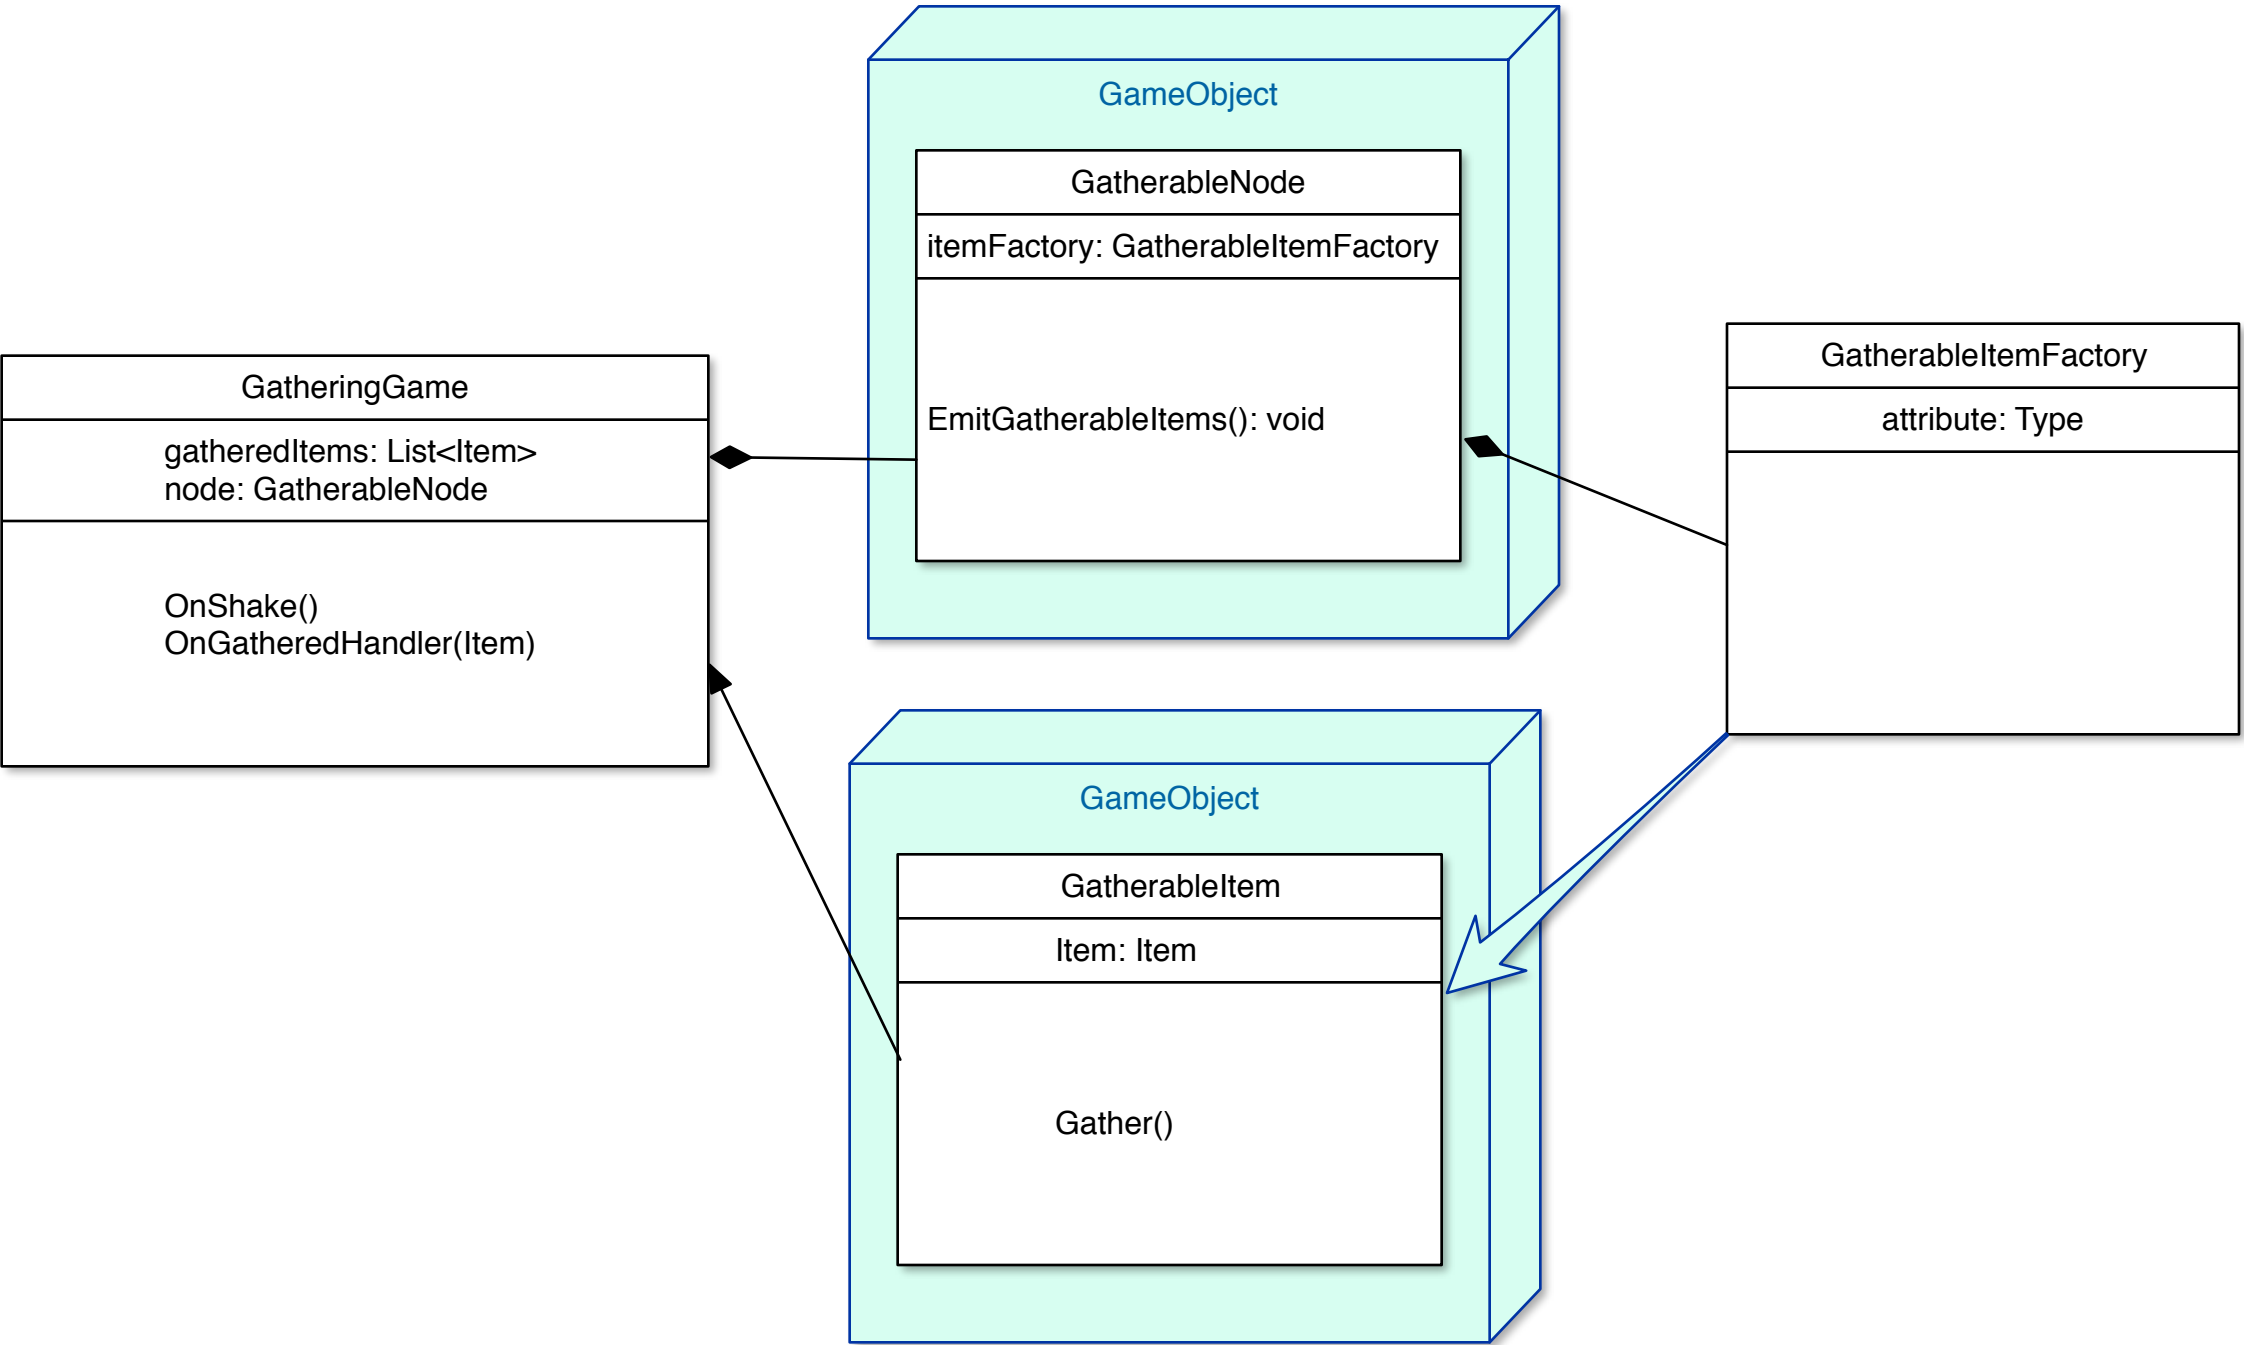 GameObject
GatherableNode
itemFactory: GatherableItemFactory
EmitGatherableItems(): void
GatheringGame
gatheredItems: List<Item>
node: GatherableNode
OnShake()
OnGatheredHandler(Item)
GatherableItemFactory
attribute: Type
GameObject
GatherableItem
Item: Item
Gather()